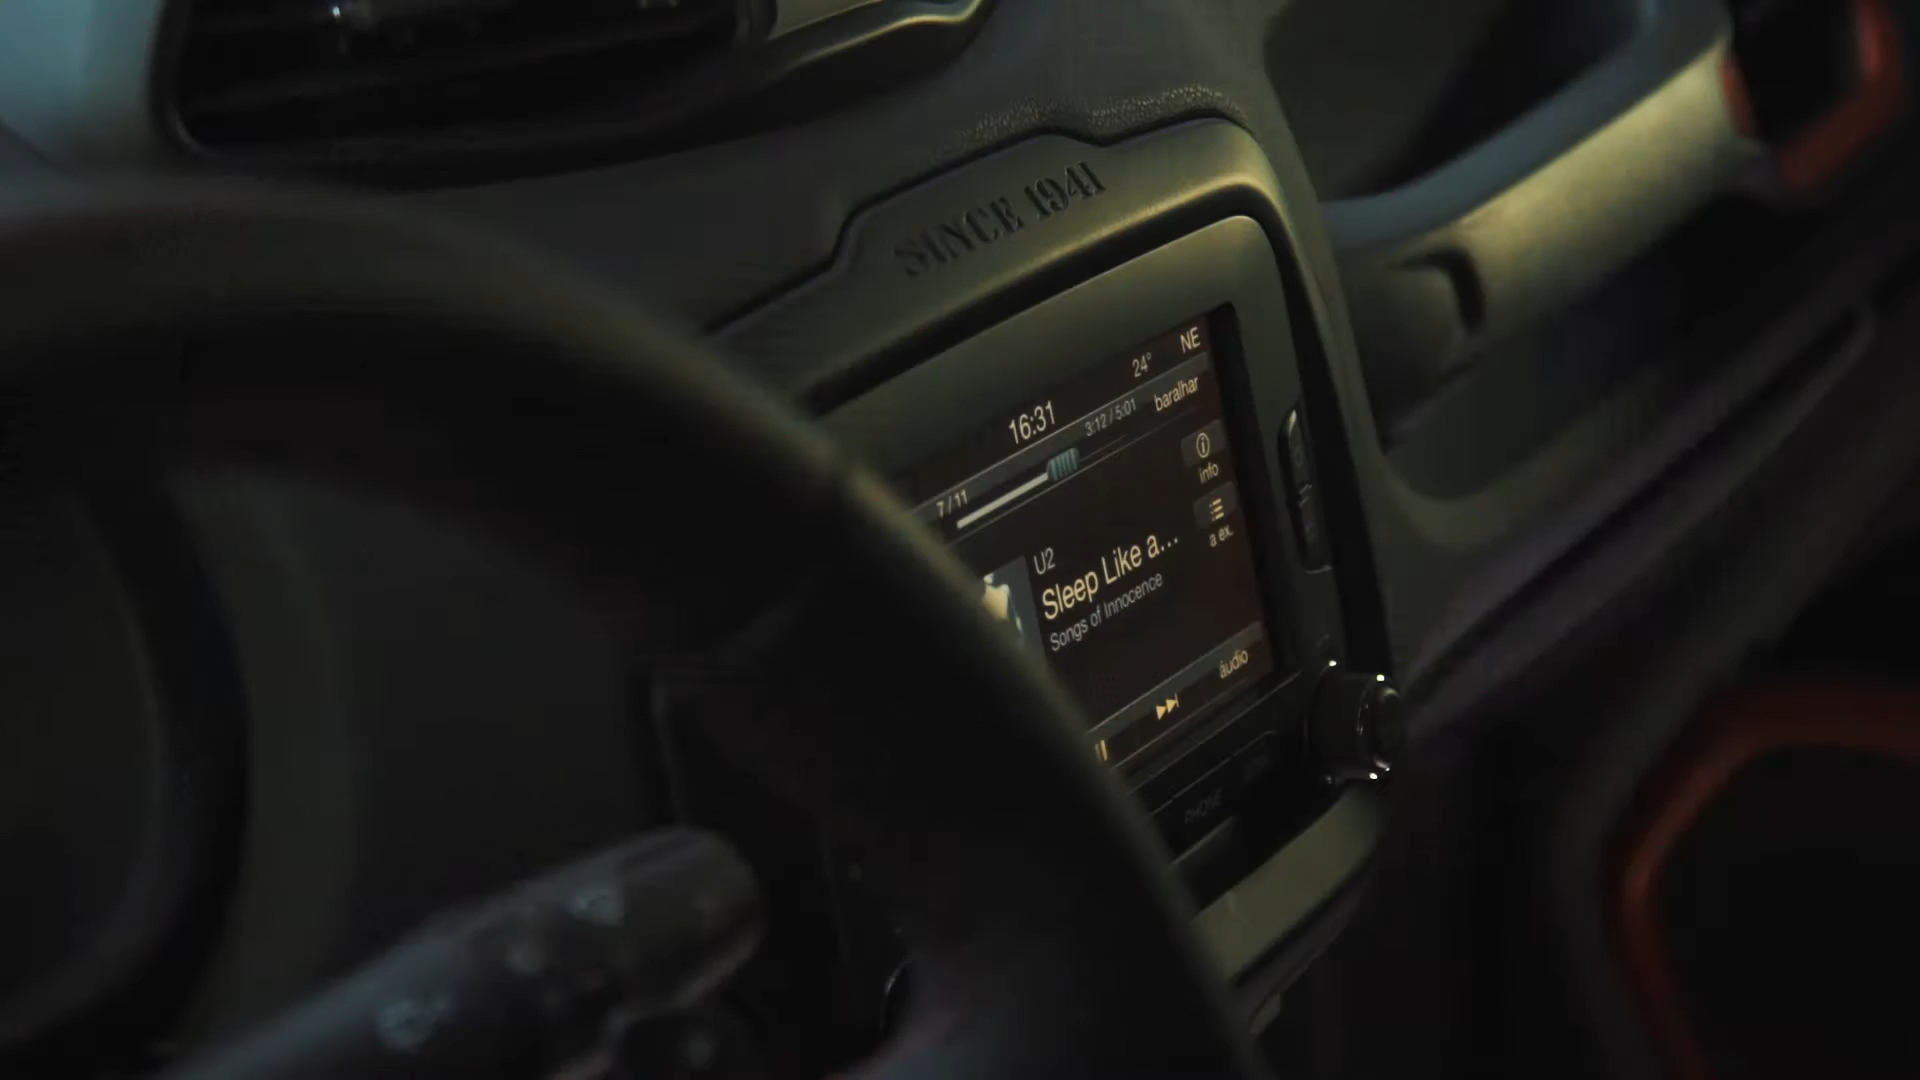 SINCE 1941
16:31
24°
NE
7/11
3:12 / 5:01
baralhar
info
U2
Sleep Like a...
Songs of Innocence
a ex.
áudio
PHONE